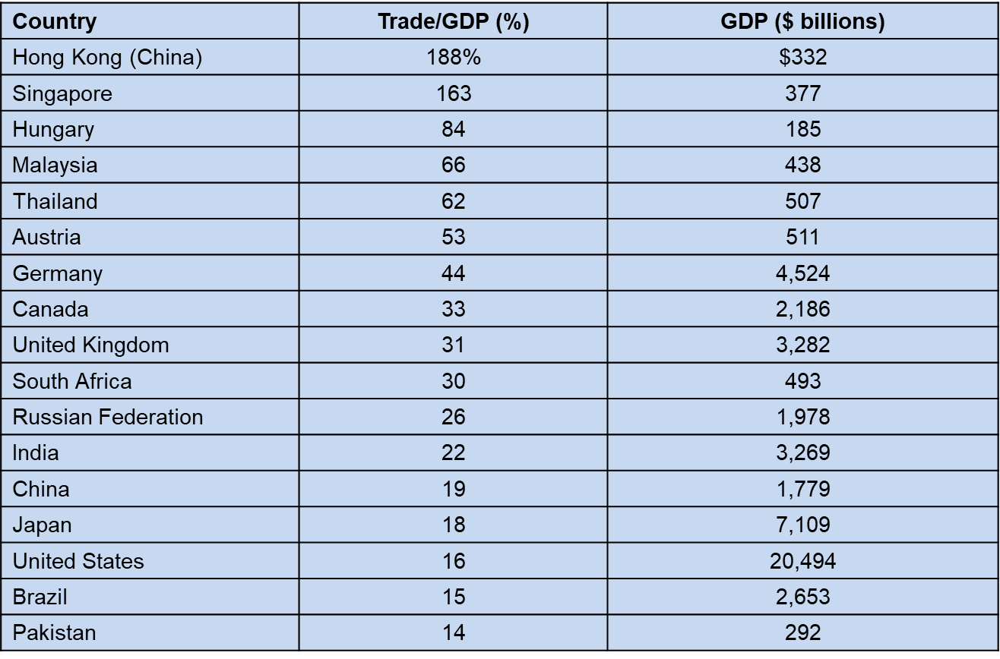 Country Trade/GDP (%) GDP ($ billions)
Hong Kong (China) 188% $332
Singapore 163 377
Hungary 84 185
Malaysia 66 438
Thailand 62 507
Austria 53 511
Germany 44 4,524
Canada 33 2,186
United Kingdom 31 3,282
South Africa 30 493
Russian Federation 26 1,978
India 22 3,269
China 19 1,779
Japan 18 7,109
United States 16 20,494
Brazil 15 2,653
Pakistan 14 292